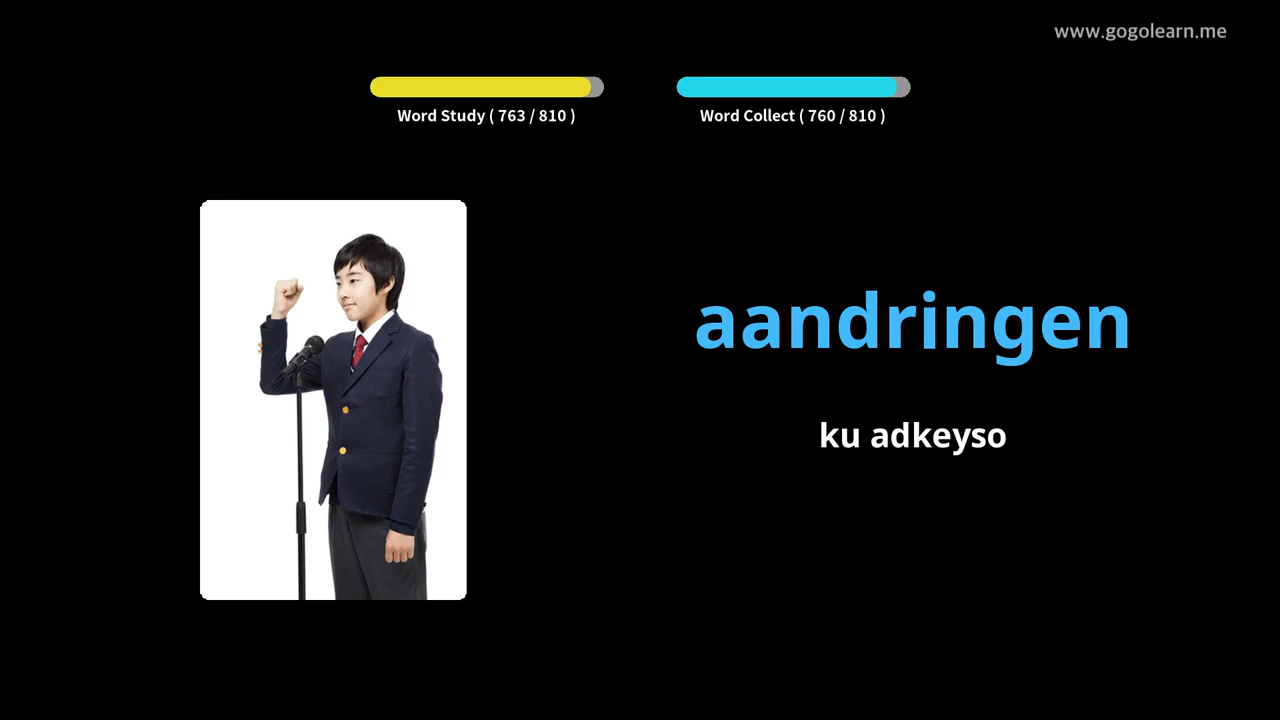 www.gogolearn.me
Word Study ( 763 / 810 )
Word Collect ( 760 / 810 )
aandringen
ku adkeyso